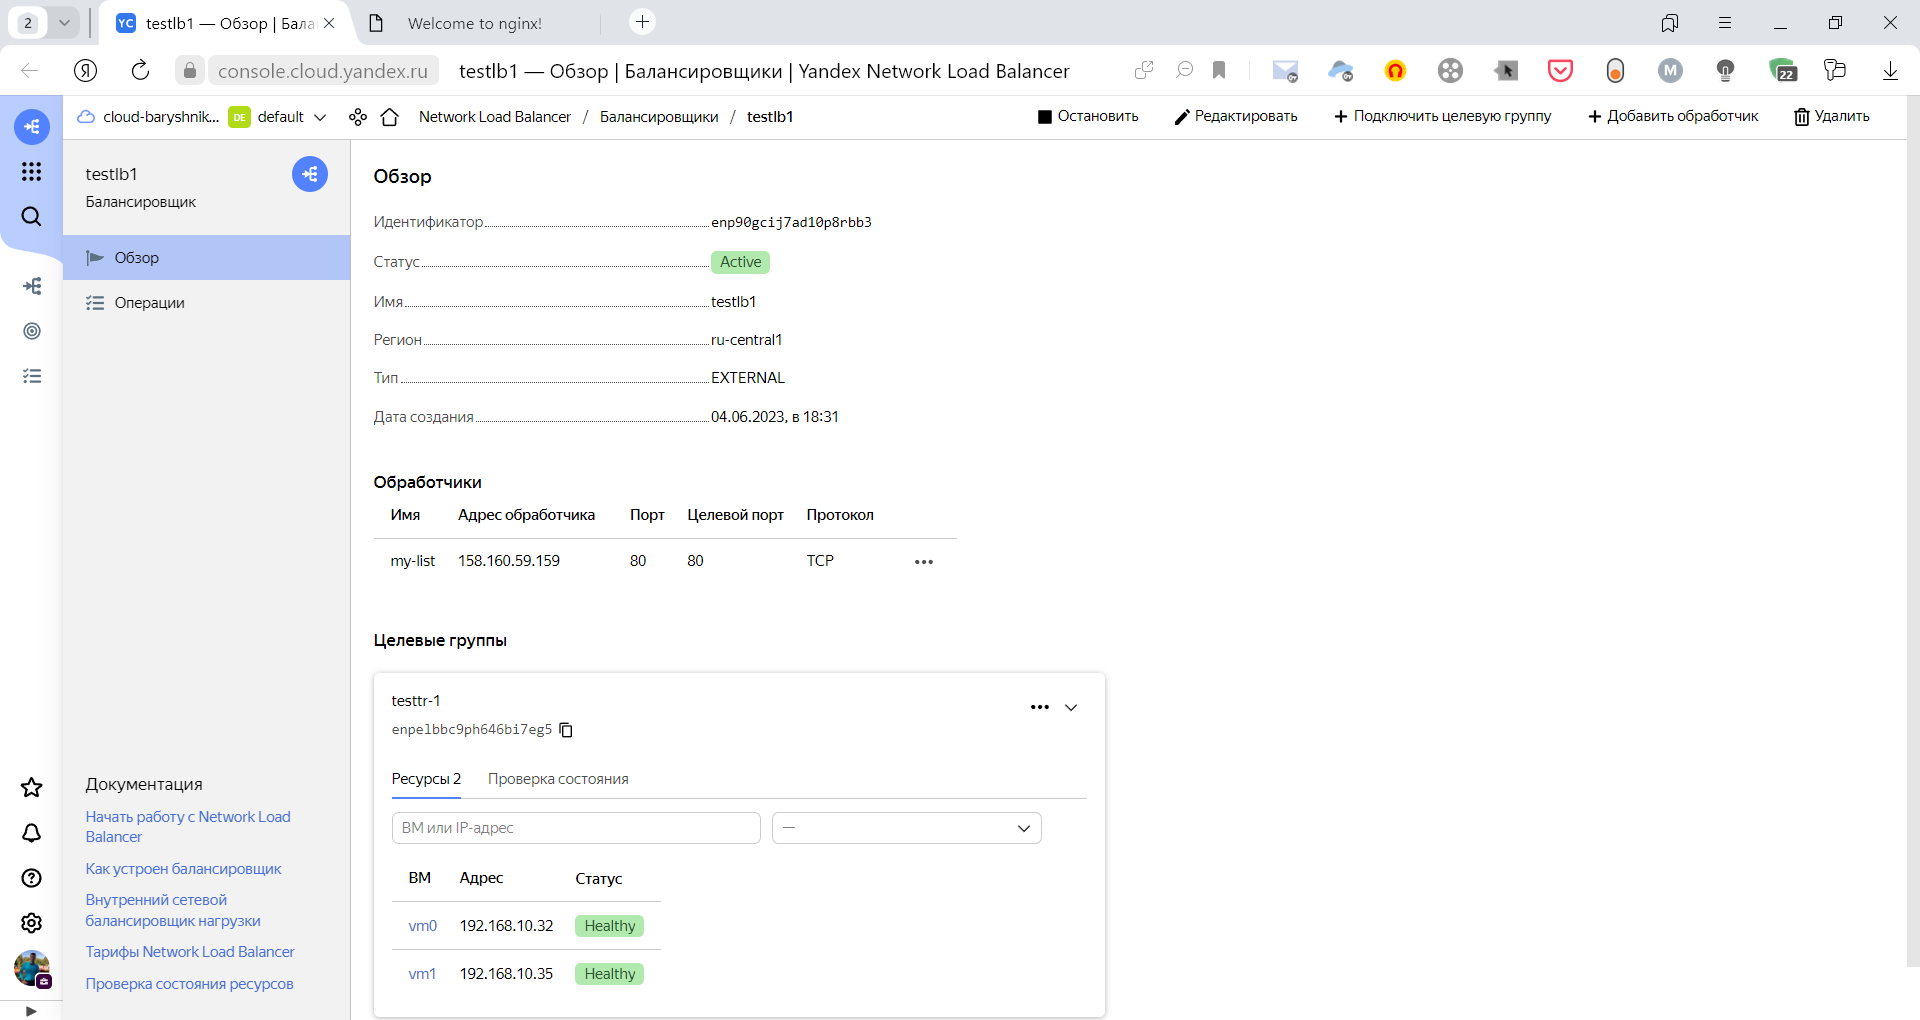 2
YC
testlb1 — Обзор | Бала
Welcome to nginx!
Я
console.cloud.yandex.ru
testlb1 — Обзор | Балансировщики | Yandex Network Load Balancer
M
22
cloud-baryshnik...
DE
default
Network Load Balancer / Балансировщики / testlb1
Остановить
Редактировать
Подключить целевую группу
Добавить обработчик
Удалить
testlb1
Балансировщик
Обзор
Операции
Обзор
Идентификатор enp90gcij7ad10p8rbb3
Статус Active
Имя testlb1
Регион ru-central1
Тип EXTERNAL
Дата создания 04.06.2023, в 18:31
Обработчики
Имя Адрес обработчика Порт Целевой порт Протокол
my-list 158.160.59.159 80 80 TCP
Целевые группы
testtr-1
enpelbbc9ph646bi7eg5
Ресурсы 2 Проверка состояния
ВМ или IP-адрес —
ВМ Адрес Статус
vm0 192.168.10.32 Healthy
vm1 192.168.10.35 Healthy
Документация
Начать работу с Network Load
Balancer
Как устроен балансировщик
Внутренний сетевой
балансировщик нагрузки
Тарифы Network Load Balancer
Проверка состояния ресурсов